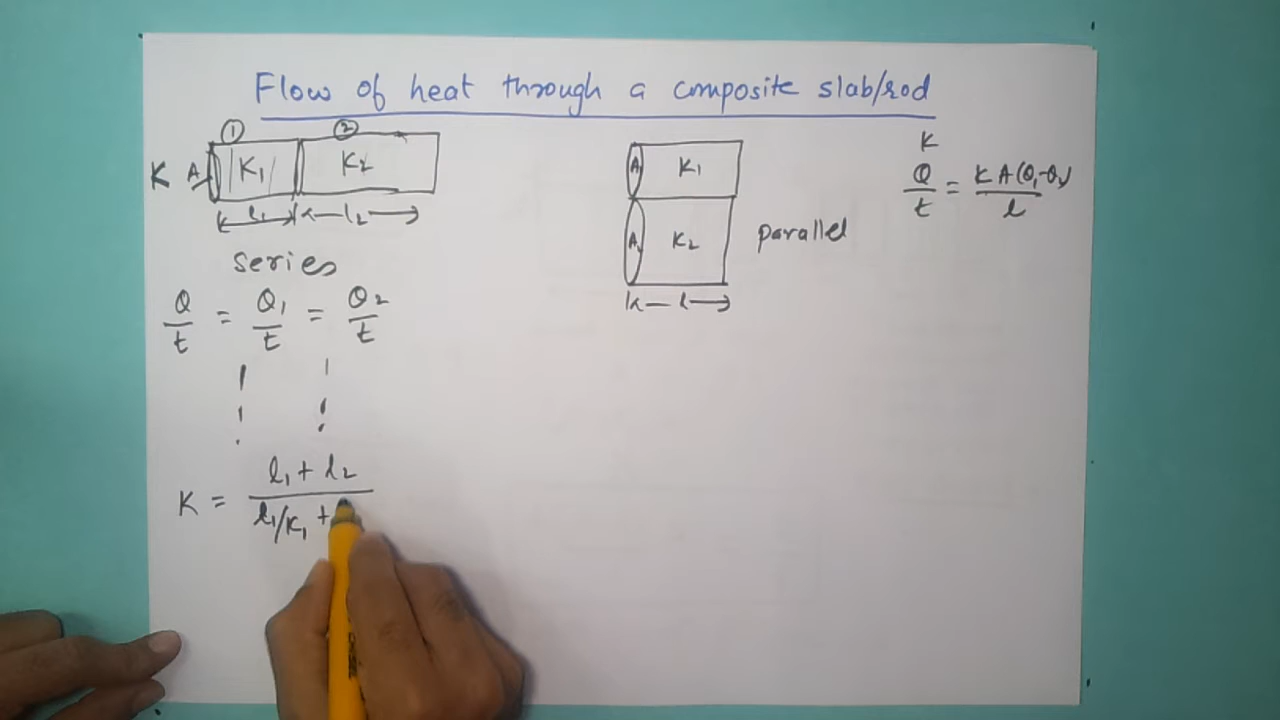 Flow of heat through a composite slab/rod
① ②
K A K₁ K₂
l₁ l₂
series
Q/t = Q₁/t = Q₂/t
K = (l₁ + l₂)/(l₁/K₁ +
A K₁
A K₂
parallel
l
K
Q/t = KA(θ₁-θ₂)/l